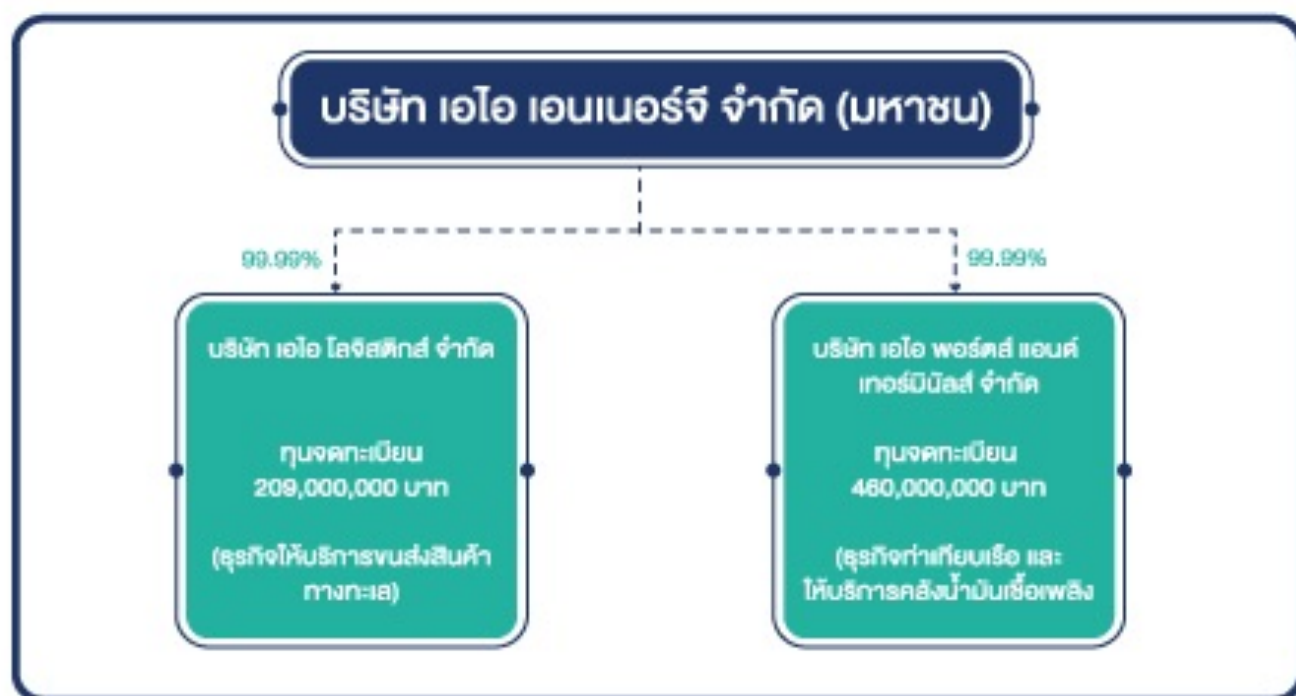 บริษัท เอไอ เอนเนอร์จี จำกัด (มหาชน)
99.99%
99.99%
บริษัท เอไอ โลจิสติกส์ จำกัด
ทุนจดทะเบียน
209,000,000 บาท
(ธุรกิจให้บริการขนส่งสินค้า
ทางทะเล)
บริษัท เอไอ พอร์ตส์ แอนด์
เทอร์มินัลส์ จำกัด
ทุนจดทะเบียน
460,000,000 บาท
(ธุรกิจท่าเทียบเรือ และ
ให้บริการคลังน้ำมันเชื้อเพลิง